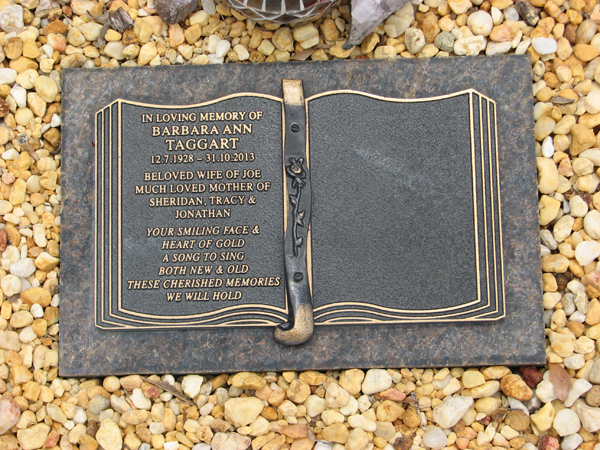 IN LOVING MEMORY OF
BARBARA ANN
TAGGART
12.7.1928 – 31.10.2013
BELOVED WIFE OF JOE
MUCH LOVED MOTHER OF
SHERIDAN, TRACY &
JONATHAN
YOUR SMILING FACE &
HEART OF GOLD
A SONG TO SING
BOTH NEW & OLD
THESE CHERISHED MEMORIES
WE WILL HOLD